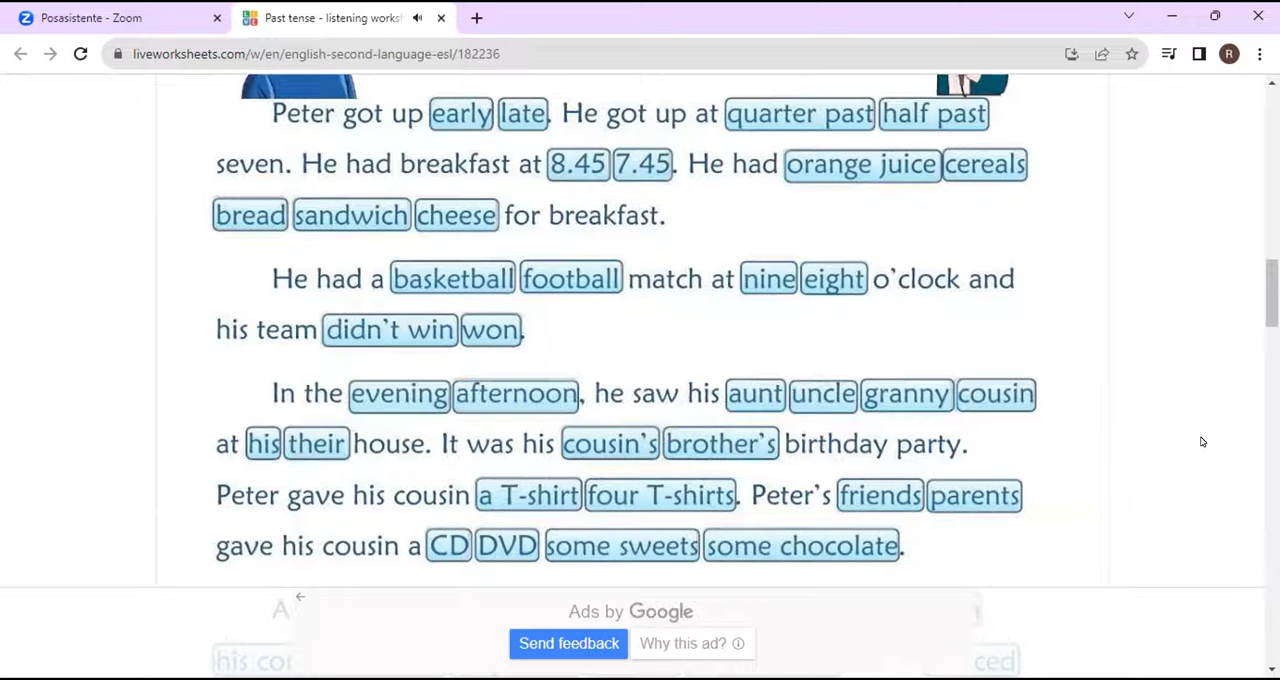 Posasistente - Zoom
Past tense - listening worksh
liveworksheets.com/w/en/english-second-language-esl/182236
R
Peter got up early late. He got up at quarter past half past
seven. He had breakfast at 8.45 7.45. He had orange juice cereals
bread sandwich cheese for breakfast.
He had a basketball football match at nine eight o'clock and
his team didn't win won.
In the evening afternoon, he saw his aunt uncle granny cousin
at his their house. It was his cousin's brother's birthday party.
Peter gave his cousin a T-shirt four T-shirts. Peter's friends parents
gave his cousin a CD DVD some sweets some chocolate.
Ads by Google
Send feedback Why this ad?